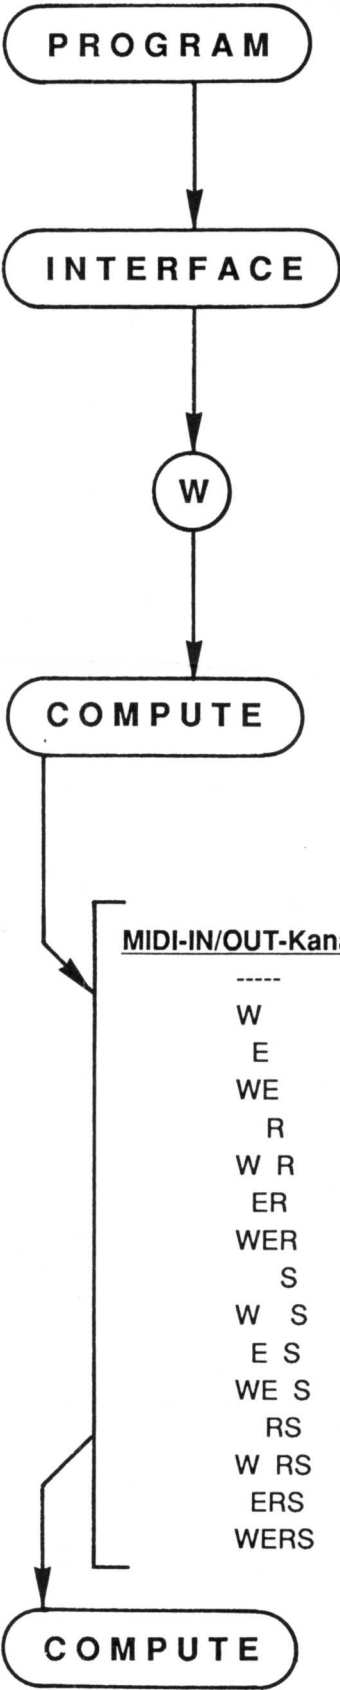 PROGRAM
INTERFACE
W
COMPUTE
MIDI-IN/OUT-Kana
-----
W
E
WE
R
W R
ER
WER
S
W S
E S
WE S
RS
W RS
ERS
WERS
COMPUTE